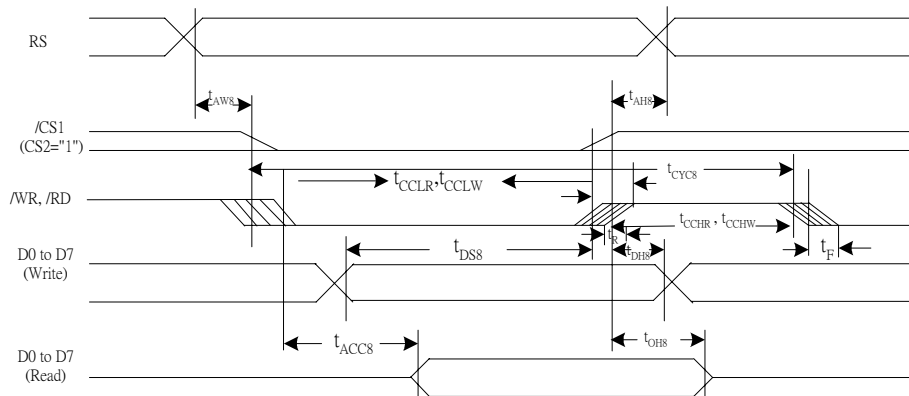 RS
tAW8
tAH8
/CS1
(CS2="1")
tCYC8
tCCLR,tCCLW
/WR, /RD
tCCHR , tCCHW
tR
tF
tDS8
tDH8
D0 to D7
(Write)
tACC8
tOH8
D0 to D7
(Read)